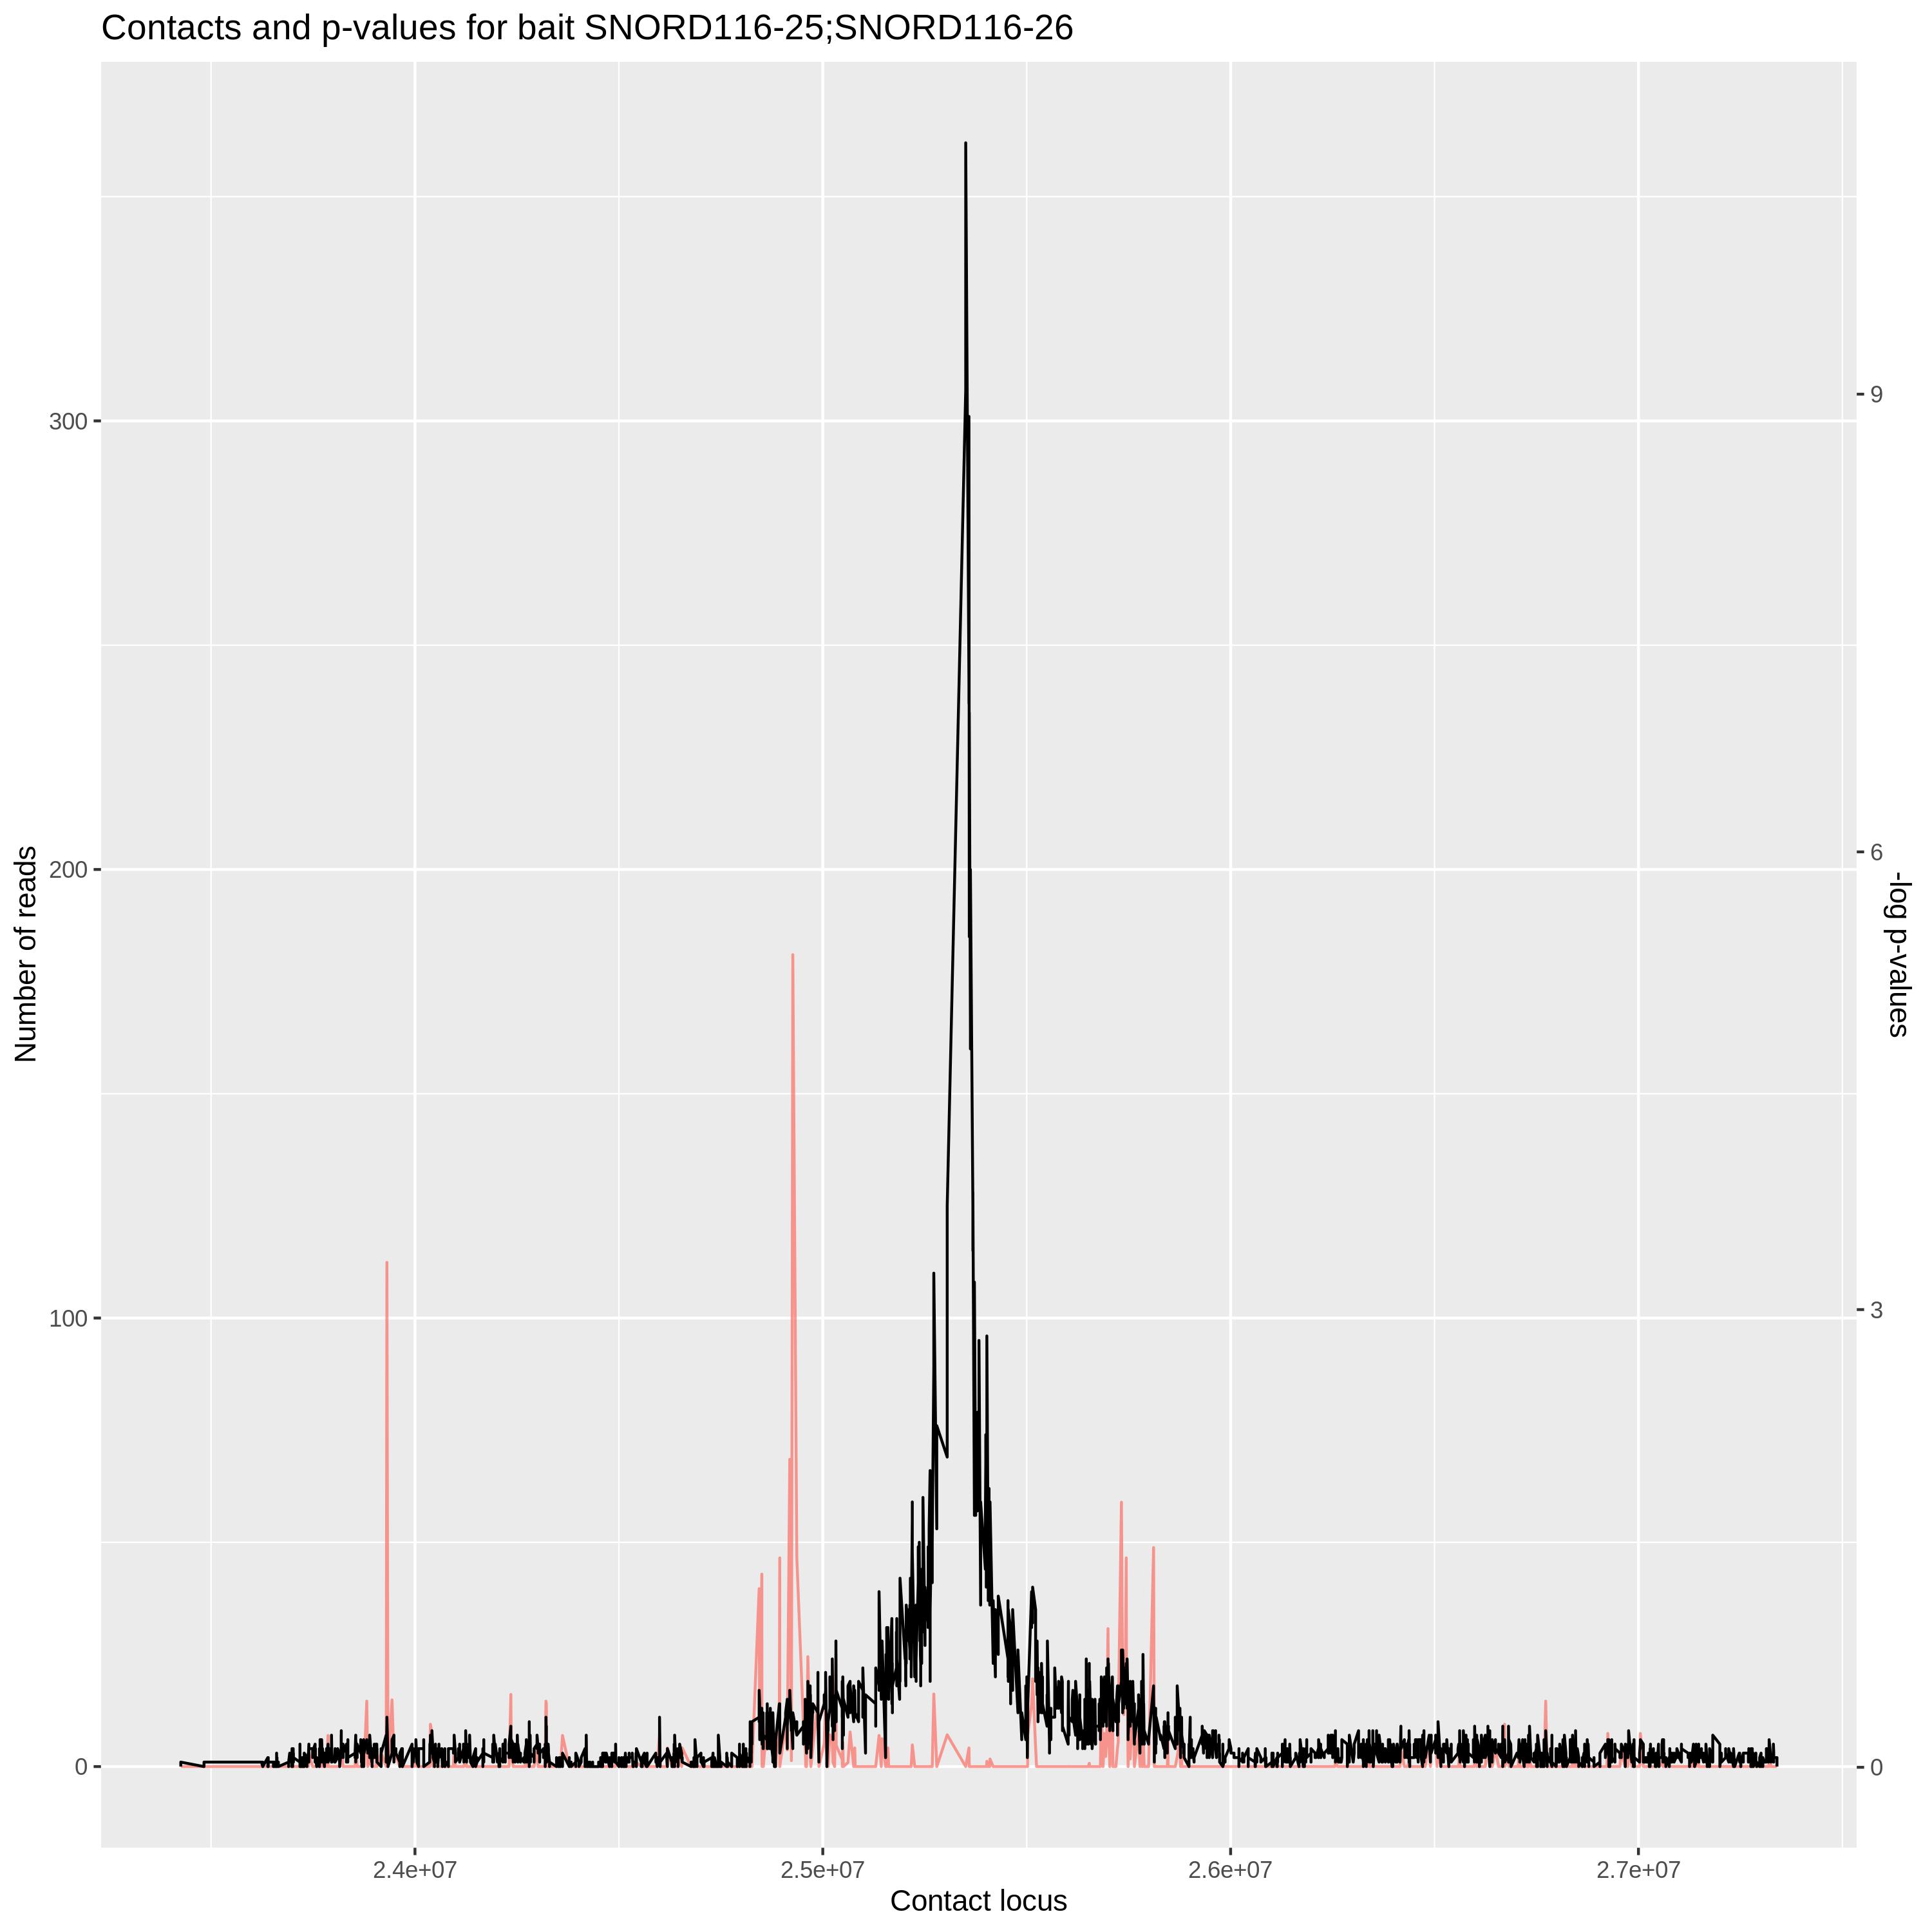 Contacts and p-values for bait SNORD116-25;SNORD116-26
300
200
100
0
9
6
3
0
Number of reads
-log p-values
2.4e+07
2.5e+07
2.6e+07
2.7e+07
Contact locus